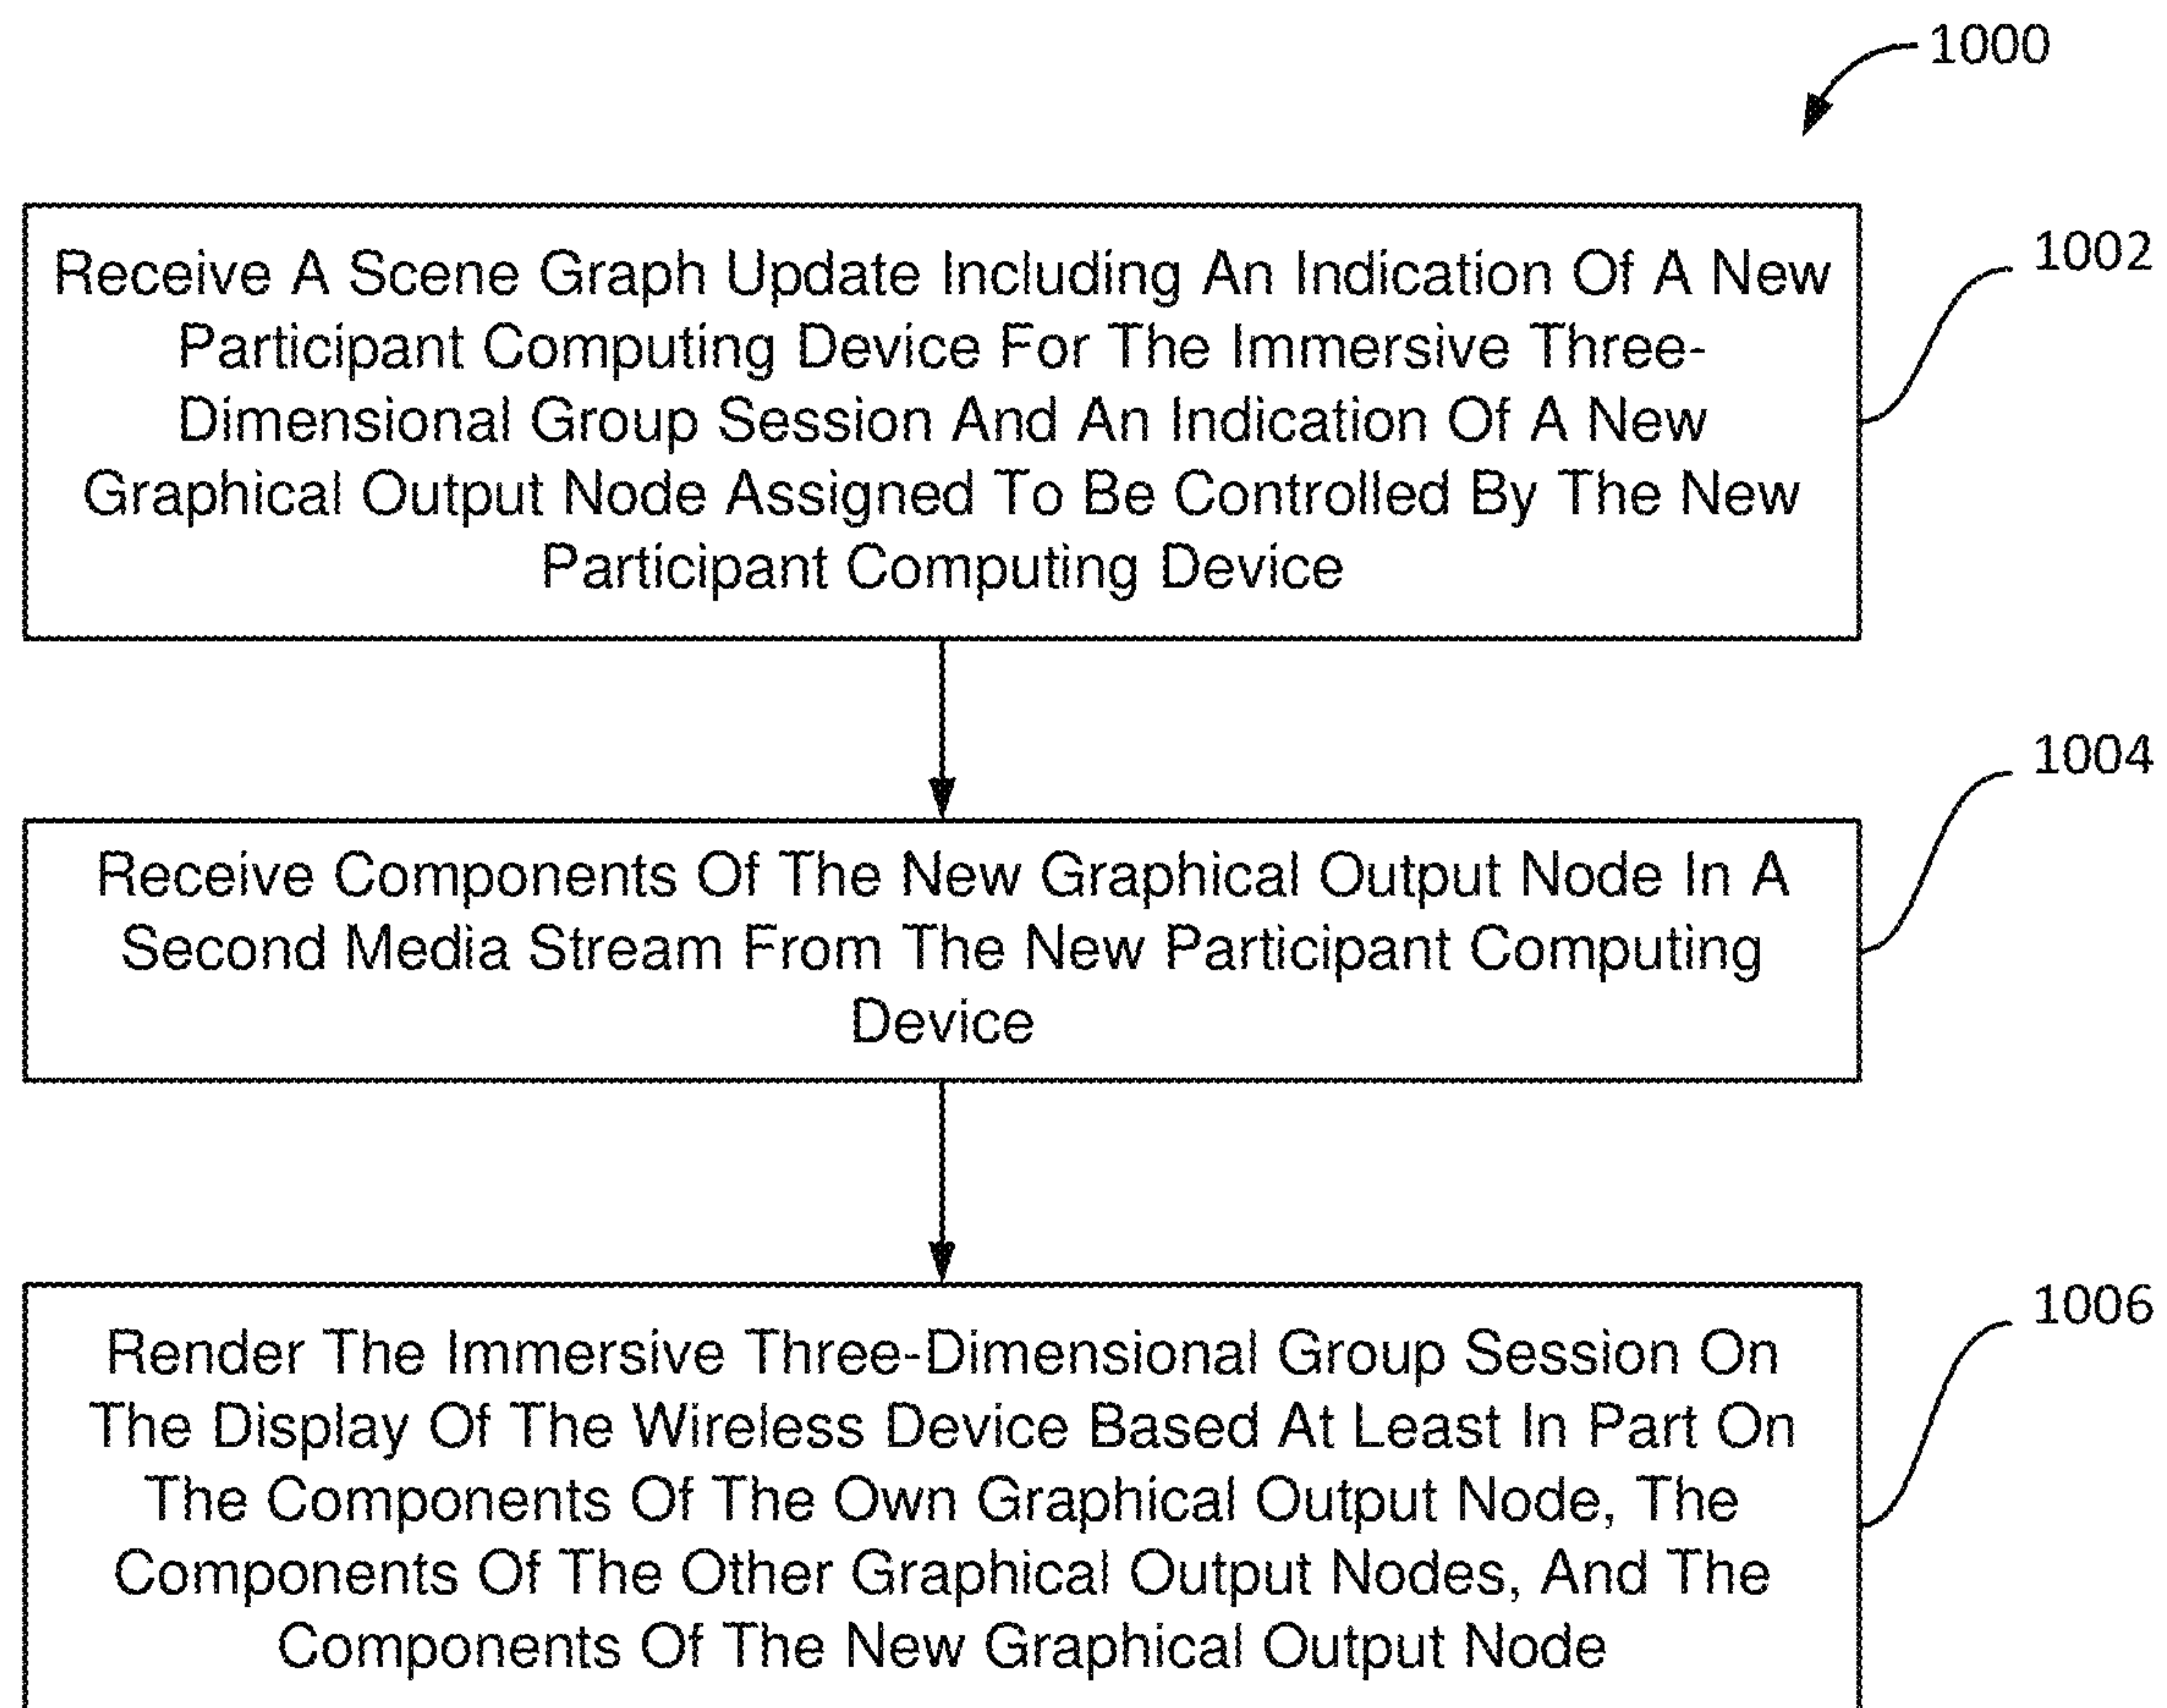 1000
Receive A Scene Graph Update Including An Indication Of A New
Participant Computing Device For The Immersive Three-
Dimensional Group Session And An Indication Of A New
Graphical Output Node Assigned To Be Controlled By The New
Participant Computing Device
1002
Receive Components Of The New Graphical Output Node In A
Second Media Stream From The New Participant Computing
Device
1004
Render The Immersive Three-Dimensional Group Session On
The Display Of The Wireless Device Based At Least In Part On
The Components Of The Own Graphical Output Node, The
Components Of The Other Graphical Output Nodes, And The
Components Of The New Graphical Output Node
1006